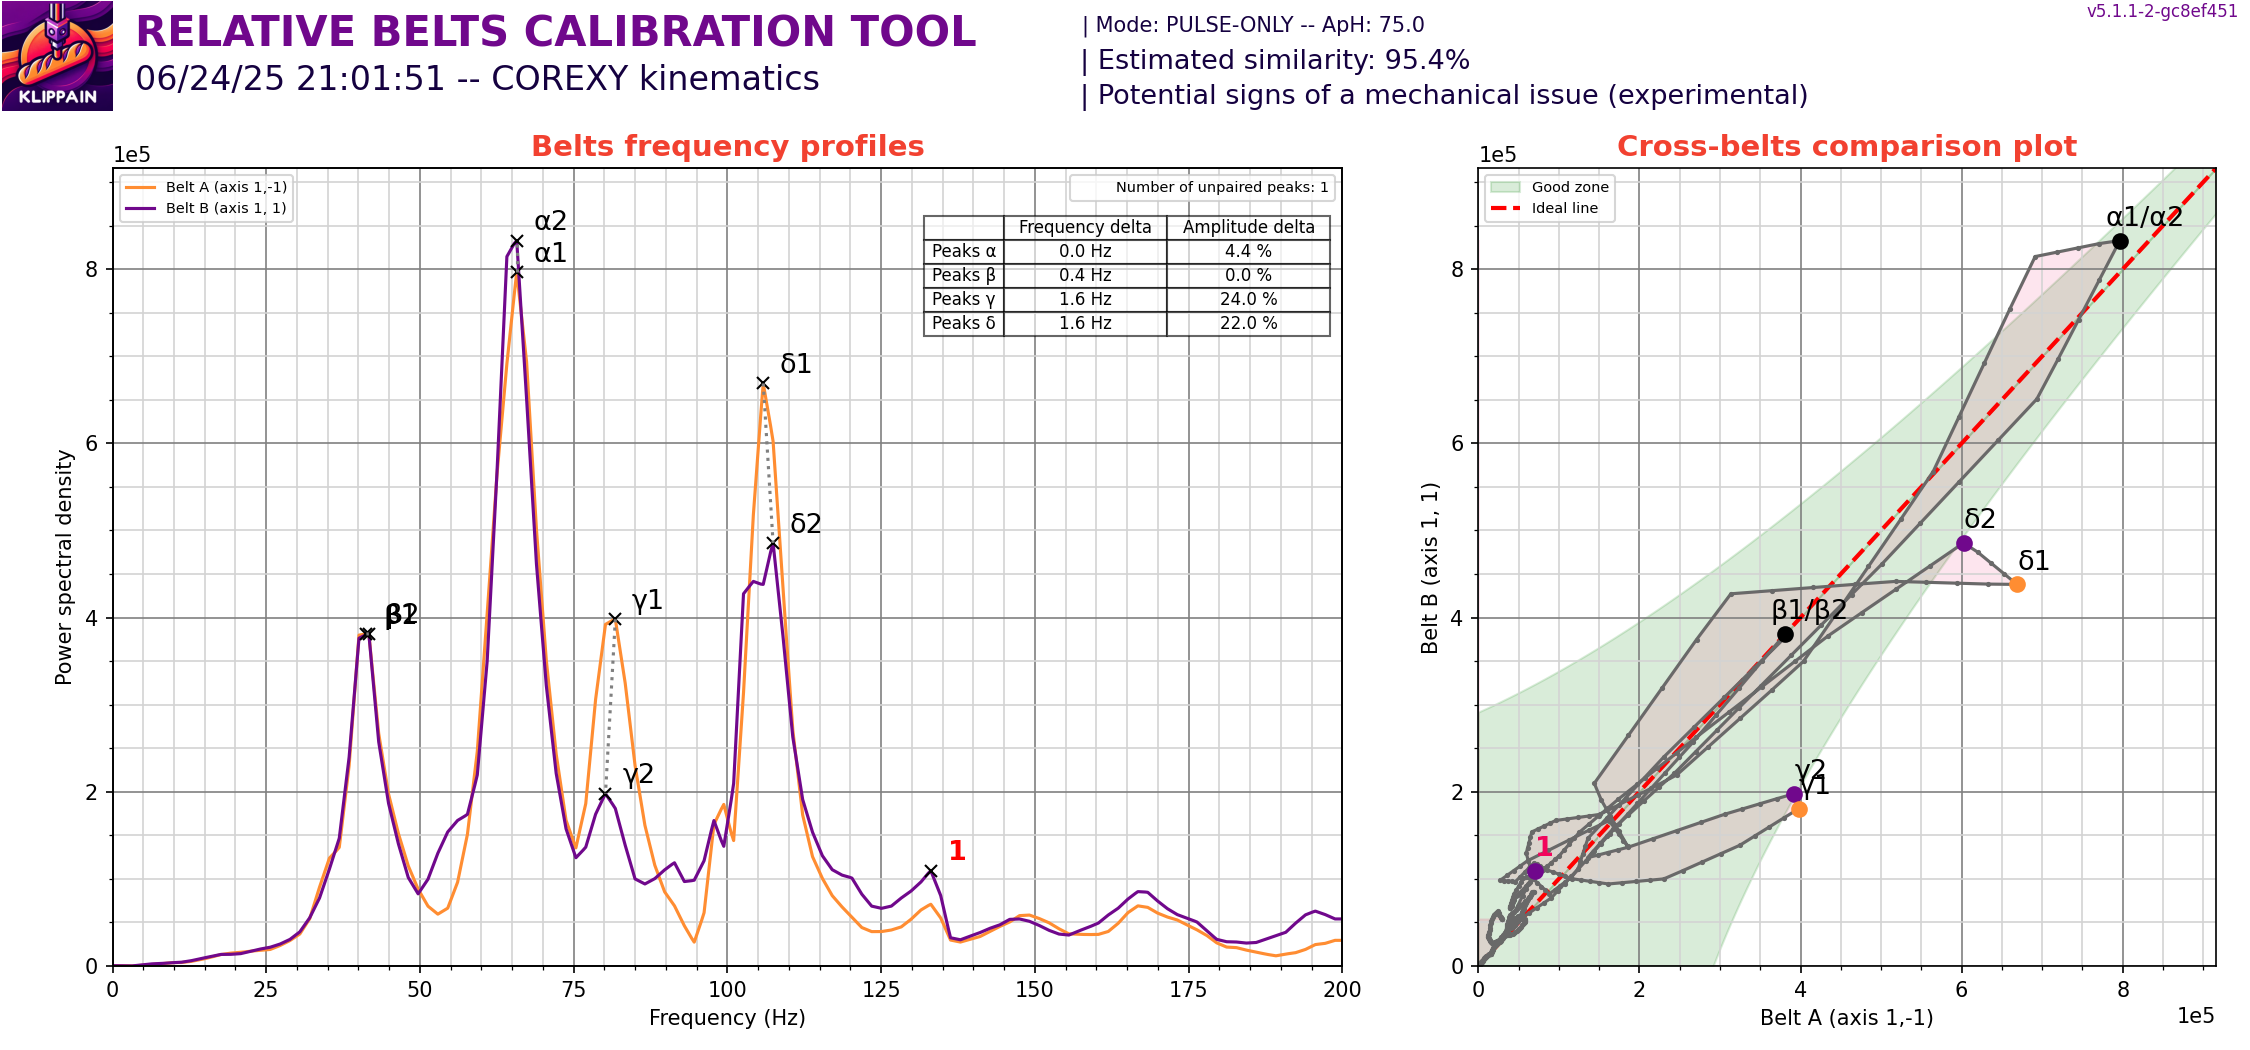 KLIPPAIN
RELATIVE BELTS CALIBRATION TOOL
06/24/25 21:01:51 -- COREXY kinematics
| Mode: PULSE-ONLY -- ApH: 75.0
| Estimated similarity: 95.4%
| Potential signs of a mechanical issue (experimental)
v5.1.1-2-gc8ef451
Belts frequency profiles
1e5
Belt A (axis 1,-1)
Belt B (axis 1, 1)
Number of unpaired peaks: 1
Frequency delta Amplitude delta
Peaks α 0.0 Hz 4.4 %
Peaks β 0.4 Hz 0.0 %
Peaks γ 1.6 Hz 24.0 %
Peaks δ 1.6 Hz 22.0 %
α2
α1
δ1
δ2
β1
β2
γ1
γ2
1
Power spectral density
8
6
4
2
0
0 25 50 75 100 125 150 175 200
Frequency (Hz)
Cross-belts comparison plot
1e5
Good zone
Ideal line
α1/α2
δ2
δ1
β1/β2
γ2
γ1
1
Belt B (axis 1, 1)
8
6
4
2
0
0 2 4 6 8
1e5
Belt A (axis 1,-1)